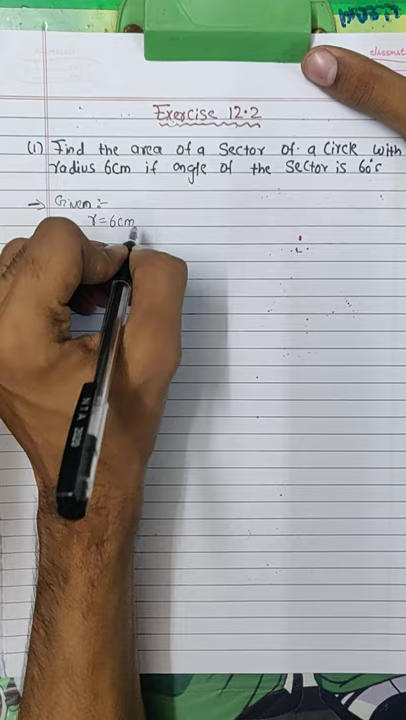 classmat
Exercise 12.2
(1) Find the area of a Sector of a Circle with
radius 6cm if angle of the Sector is 60°
→ Given :-
r = 6cm